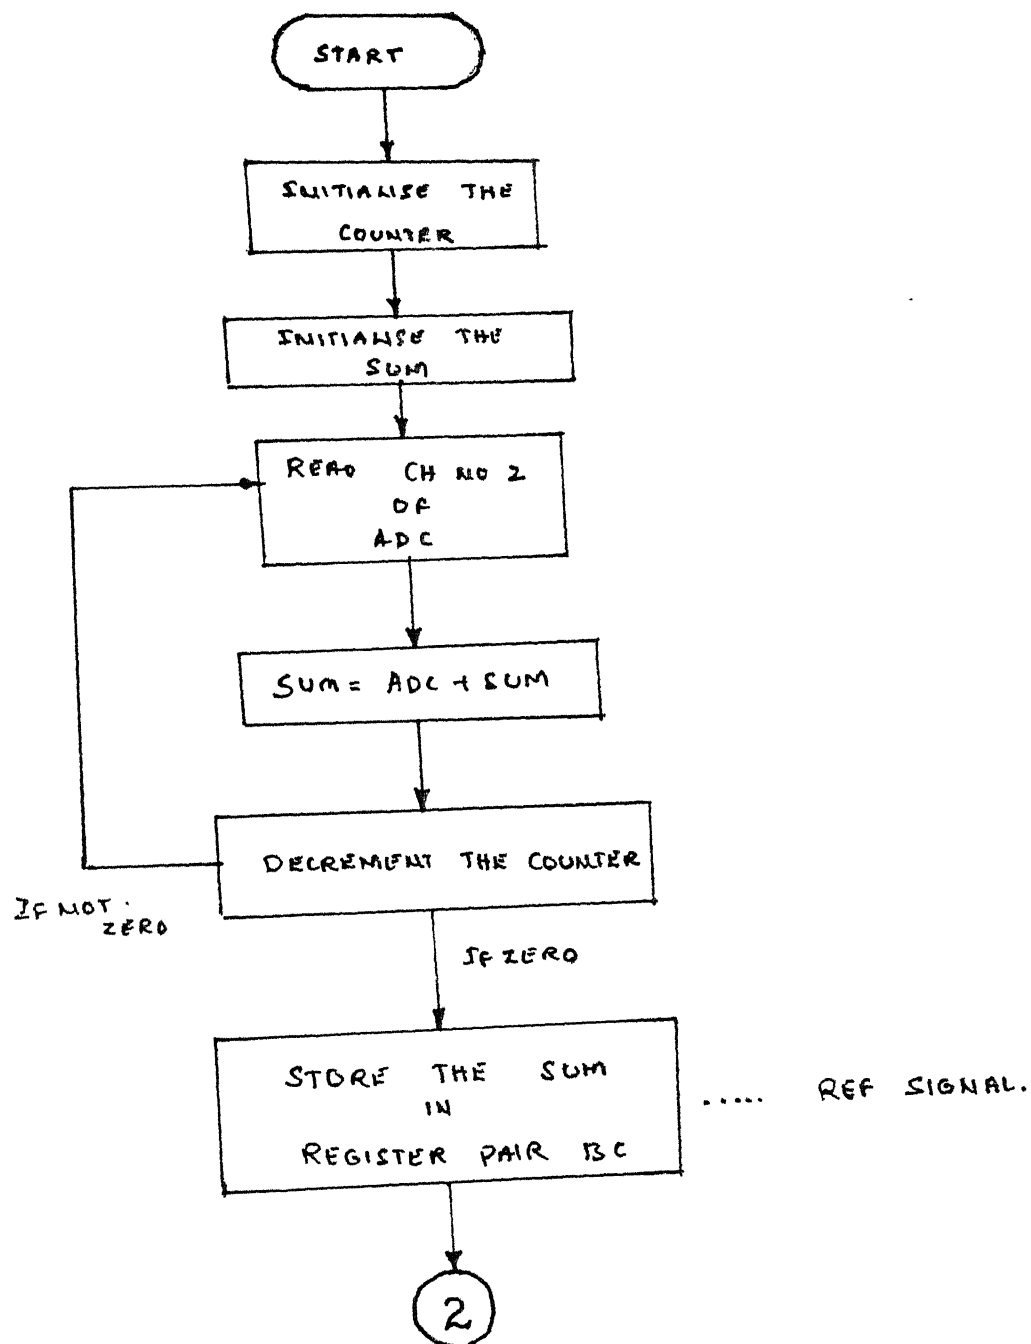 START
INITIALISE THE
COUNTER
INITIALISE THE
SUM
READ CH NO 2
OF
ADC
SUM = ADC + SUM
DECREMENT THE COUNTER
IF NOT.
ZERO
IF ZERO
STORE THE SUM
IN
REGISTER PAIR BC
..... REF SIGNAL.
2